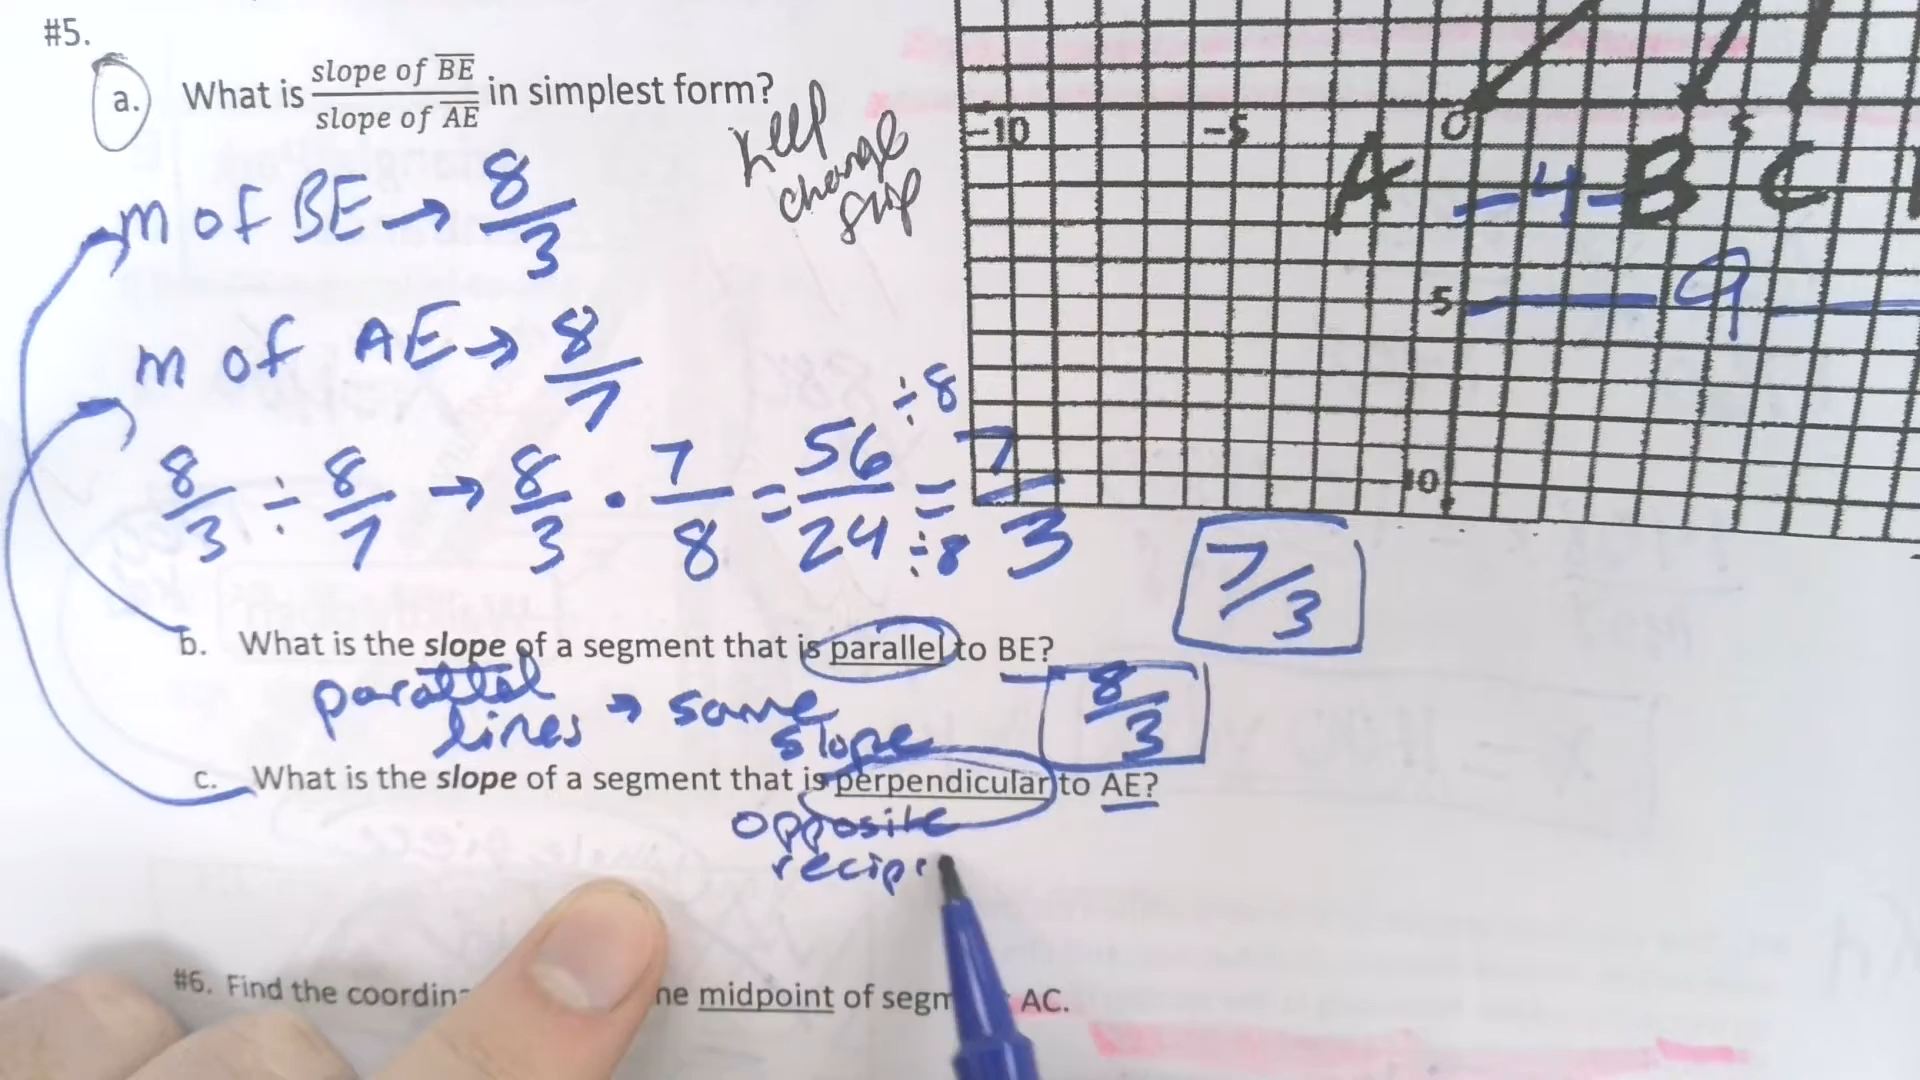 #5.
a. What is slope of BE / slope of AE in simplest form?
keep
change
flip
m of BE → 8/3
m of AE → 8/7
8/3 ÷ 8/7 → 8/3 · 7/8 = 56/24 ÷8/÷8 = 7/3
7/3
-10 -5 0 5
A -4- B C
-5 9
10
b. What is the slope of a segment that is parallel to BE?
parallel
lines → same
slope
8/3
c. What is the slope of a segment that is perpendicular to AE?
opposite
recip
#6. Find the coordin he midpoint of segm AC.